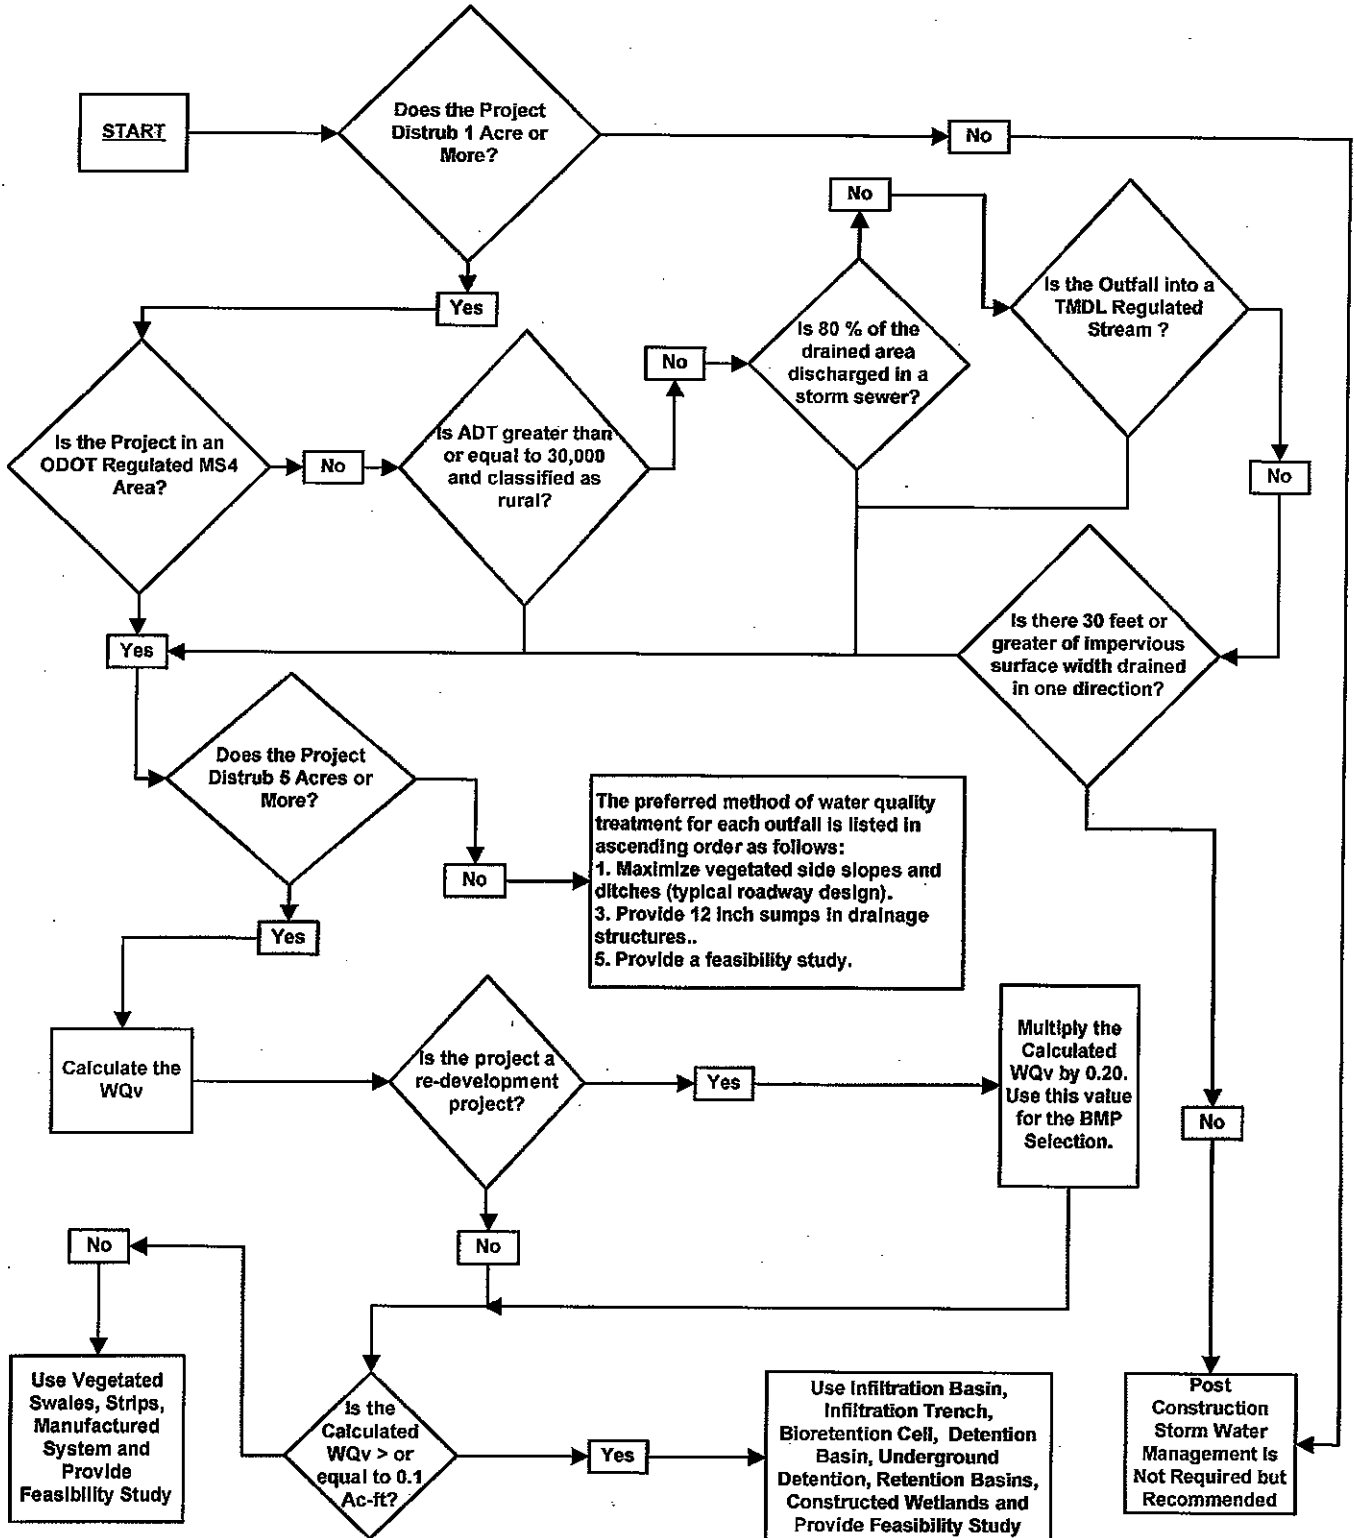 START
Does the Project
Distrub 1 Acre or
More?
No
No
Is the Outfall into a
TMDL Regulated
Stream ?
Yes
Is 80 % of the
drained area
discharged in a
storm sewer?
No
Is the Project in an
ODOT Regulated MS4
Area?
No
Is ADT greater than
or equal to 30,000
and classified as
rural?
No
Is there 30 feet or
greater of impervious
surface width drained
in one direction?
Yes
Does the Project
Distrub 5 Acres or
More?
No
The preferred method of water quality
treatment for each outfall is listed in
ascending order as follows:
1. Maximize vegetated side slopes and
ditches (typical roadway design).
3. Provide 12 inch sumps in drainage
structures..
5. Provide a feasibility study.
Yes
Calculate the
WQv
Is the project a
re-development
project?
Yes
Multiply the
Calculated
WQv by 0.20.
Use this value
for the BMP
Selection.
No
No
No
Use Vegetated
Swales, Strips,
Manufactured
System and
Provide
Feasibility Study
Is the
Calculated
WQv > or
equal to 0.1
Ac-ft?
Yes
Use Infiltration Basin,
Infiltration Trench,
Bioretention Cell, Detention
Basin, Underground
Detention, Retention Basins,
Constructed Wetlands and
Provide Feasibility Study
Post
Construction
Storm Water
Management is
Not Required but
Recommended